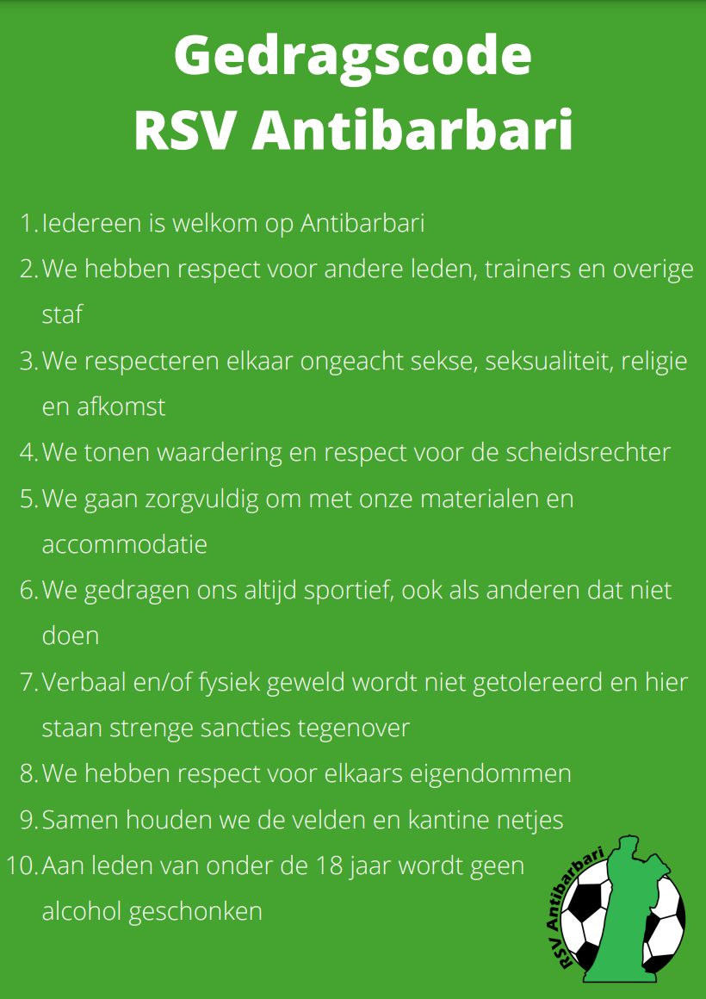 Gedragscode
RSV Antibarbari
1. Iedereen is welkom op Antibarbari
2. We hebben respect voor andere leden, trainers en overige
staf
3. We respecteren elkaar ongeacht sekse, seksualiteit, religie
en afkomst
4. We tonen waardering en respect voor de scheidsrechter
5. We gaan zorgvuldig om met onze materialen en
accommodatie
6. We gedragen ons altijd sportief, ook als anderen dat niet
doen
7. Verbaal en/of fysiek geweld wordt niet getolereerd en hier
staan strenge sancties tegenover
8. We hebben respect voor elkaars eigendommen
9. Samen houden we de velden en kantine netjes
10. Aan leden van onder de 18 jaar wordt geen
alcohol geschonken
RSV Antibarbari